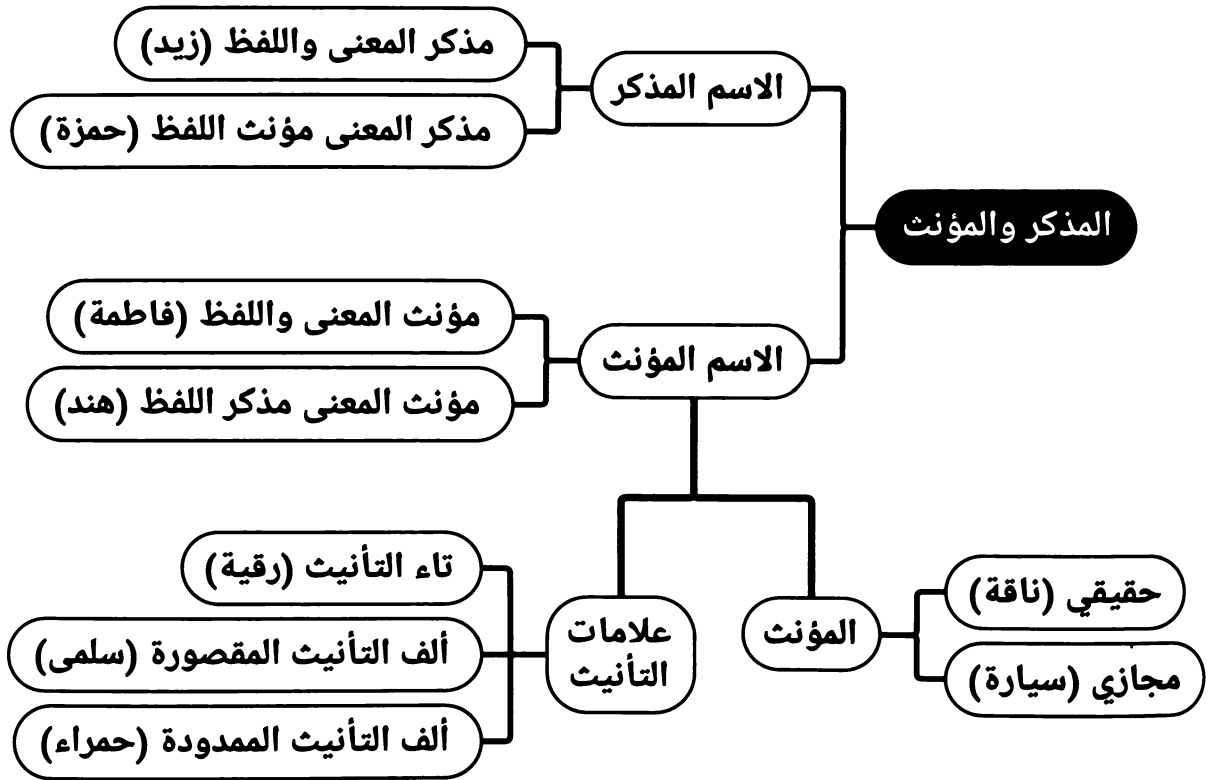 المذكر والمؤنث
الاسم المذكر
مذكر المعنى واللفظ (زيد)
مذكر المعنى مؤنث اللفظ (حمزة)
الاسم المؤنث
مؤنث المعنى واللفظ (فاطمة)
مؤنث المعنى مذكر اللفظ (هند)
المؤنث
حقيقي (ناقة)
مجازي (سيارة)
علامات
التأنيث
تاء التأنيث (رقية)
ألف التأنيث المقصورة (سلمى)
ألف التأنيث الممدودة (حمراء)